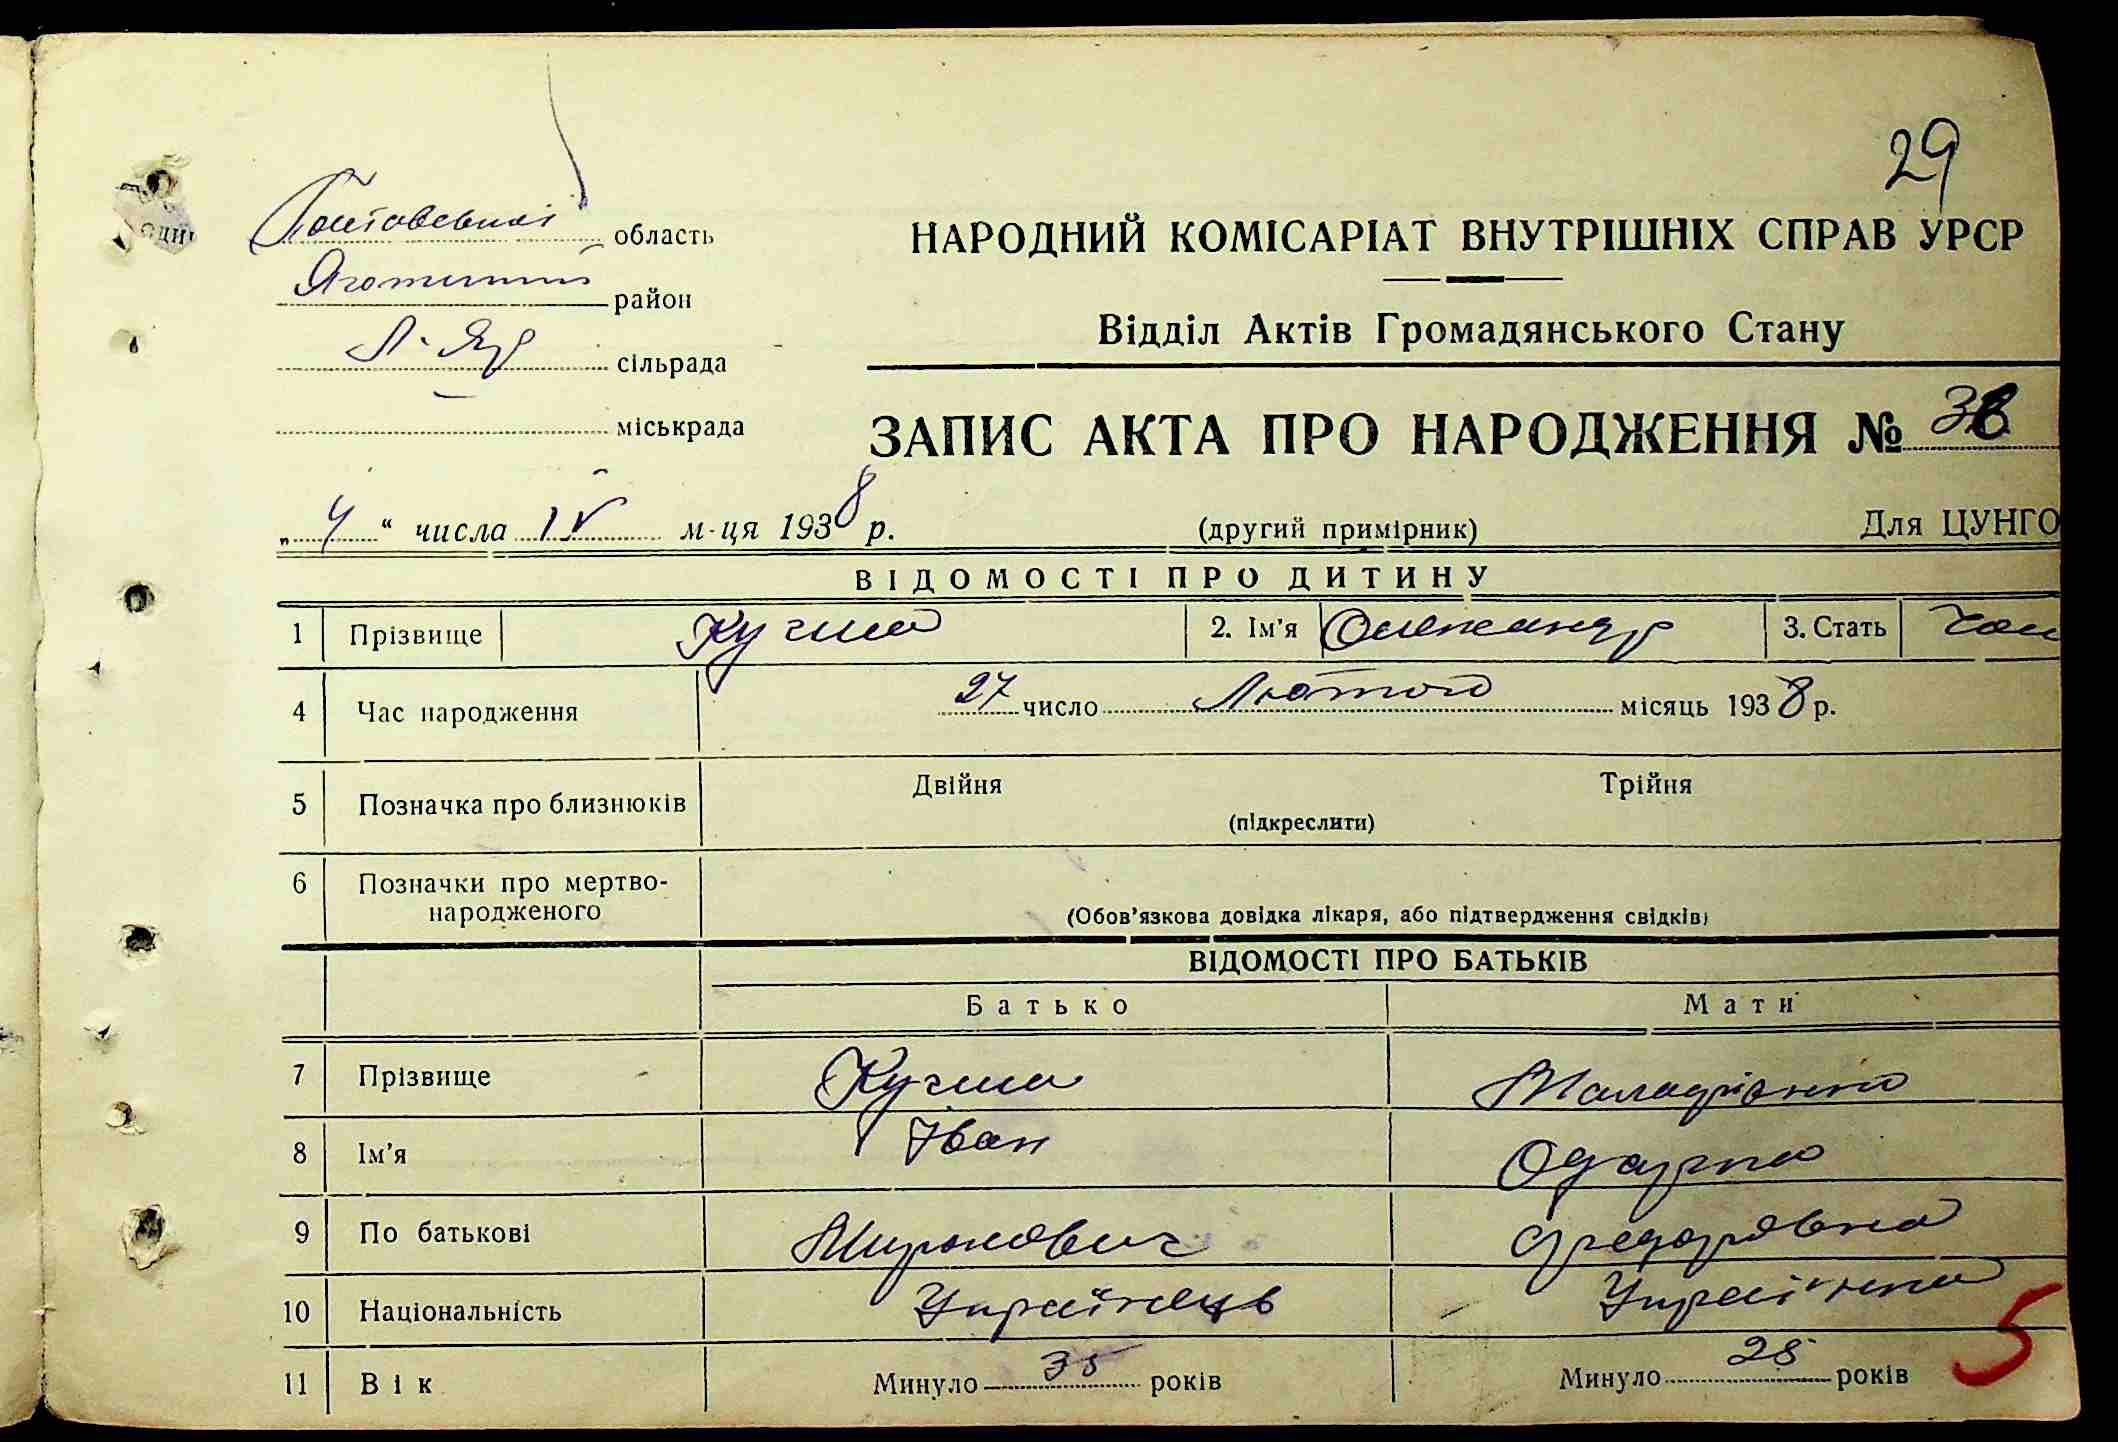 29
Полтавській область
НАРОДНИЙ КОМІСАРІАТ ВНУТРІШНІХ СПРАВ УРСР
Яготинський район
Відділ Актів Громадянського Стану
Л. Яр сільрада
міськрада
ЗАПИС АКТА ПРО НАРОДЖЕННЯ №
„4“ числа IV м-ця 1938 р. (другий примірник) Для ЦУНГО
ВІДОМОСТІ ПРО ДИТИНУ
1 Прізвище Кучма 2. Ім'я Олександр 3. Стать Чол
4 Час народження 27 число Лютого місяць 1938 р.
5 Позначка про близнюків Двійня Трійня
(підкреслити)
6 Позначки про мертво-
народженого
(Обов'язкова довідка лікаря, або підтвердження свідків)
ВІДОМОСТІ ПРО БАТЬКІВ
Батько Мати
7 Прізвище Кучма
8 Ім'я Іван Одарка
9 По батькові Миронович Федорівна
10 Національність Українець Українка
11 Вік Минуло 35 років Минуло 28 років
5